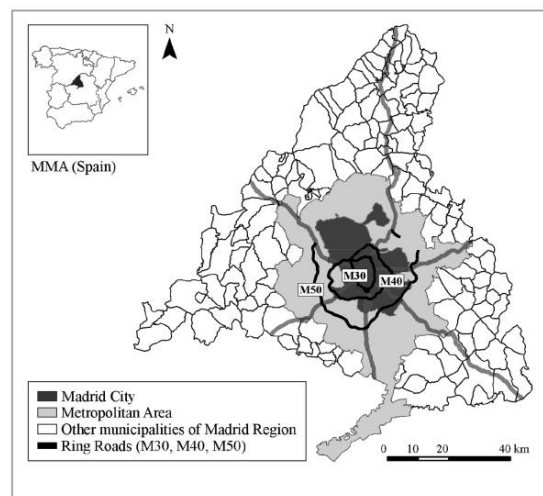 N
MMA (Spain)
M30
M40
M50
Madrid City
Metropolitan Area
Other municipalities of Madrid Region
Ring Roads (M30, M40, M50)
0 10 20 40 km